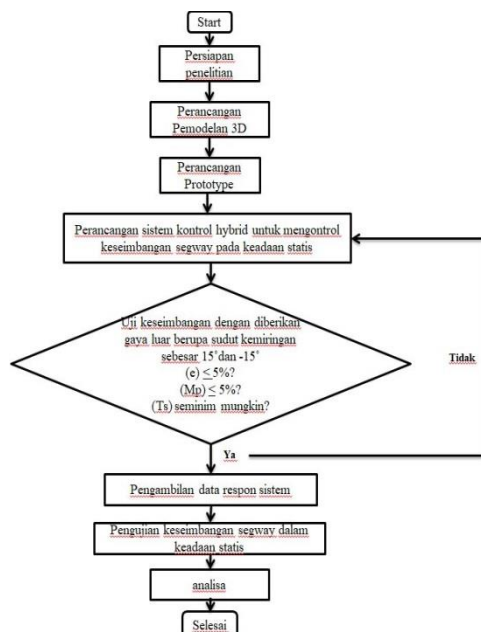 Start
Persiapan
penelitian
Perancangan
Pemodelan 3D
Perancangan
Prototype
Perancangan sistem kontrol hybrid untuk mengontrol
keseimbangan segway pada keadaan statis
Uji keseimbangan dengan diberikan
gaya luar berupa sudut kemiringan
sebesar 15°dan -15°
(e) ≤ 5%?
(Mp) ≤ 5%?
(Ts) seminim mungkin?
Tidak
Ya
Pengambilan data respon sistem
Pengujian keseimbangan segway dalam
keadaan statis
analisa
Selesai